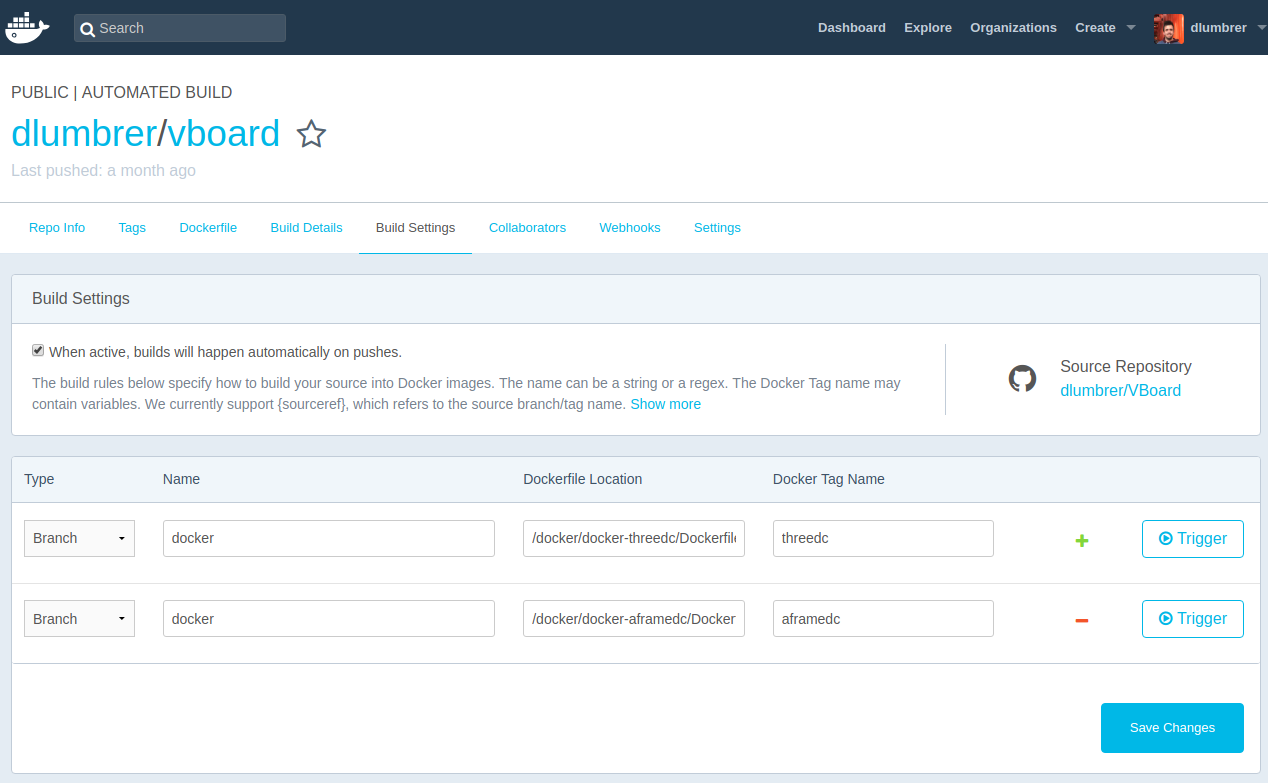 Search
Dashboard Explore Organizations Create dlumbrer
PUBLIC | AUTOMATED BUILD
dlumbrer/vboard
Last pushed: a month ago
Repo Info Tags Dockerfile Build Details Build Settings Collaborators Webhooks Settings
Build Settings
When active, builds will happen automatically on pushes.
The build rules below specify how to build your source into Docker images. The name can be a string or a regex. The Docker Tag name may
contain variables. We currently support {sourceref}, which refers to the source branch/tag name. Show more
Source Repository
dlumbrer/VBoard
Type Name Dockerfile Location Docker Tag Name
Branch docker /docker/docker-threedc/Dockerfile threedc + Trigger
Branch docker /docker/docker-aframedc/Docker aframedc Trigger
Save Changes